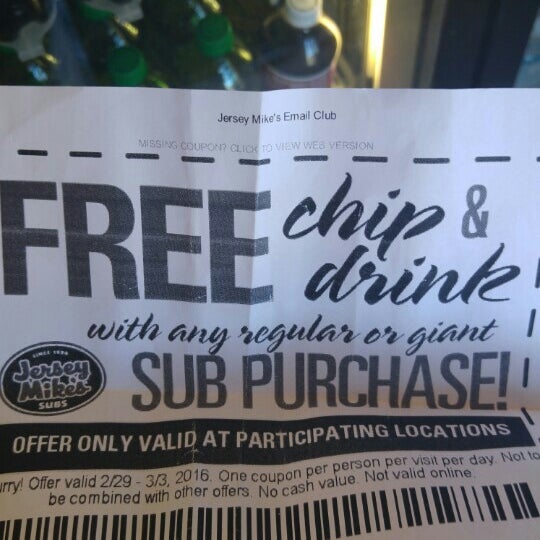 Jersey Mike's Email Club
MISSING COUPON? CLICK TO VIEW WEB VERSION
FREE chip &
drink
with any regular or giant
SUB PURCHASE!
SINCE 1956
Jersey
Mike's
SUBS
OFFER ONLY VALID AT PARTICIPATING LOCATIONS
urry! Offer valid 2/29 - 3/3, 2016. One coupon per person per visit per day. Not to
be combined with other offers. No cash value. Not valid online.